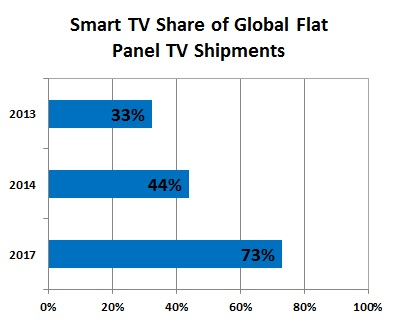 Smart TV Share of Global Flat
Panel TV Shipments
2013
33%
2014
44%
2017
73%
0% 20% 40% 60% 80% 100%